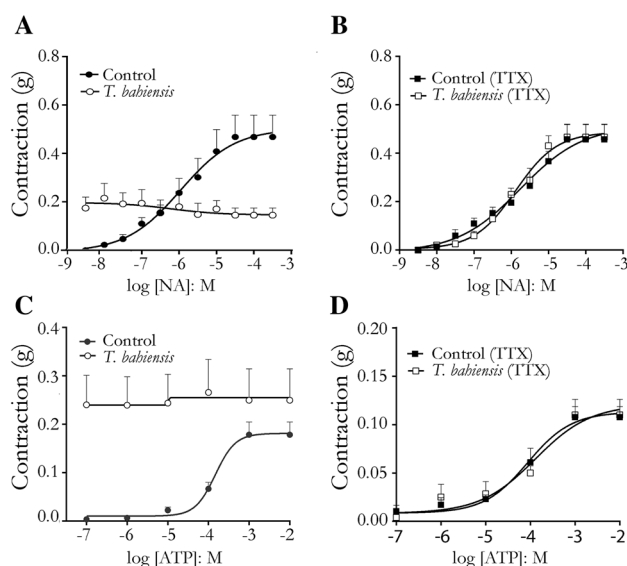 A
Contraction (g)
0.8
0.6
0.4
0.2
0.0
Control
T. bahiensis
-9 -8 -7 -6 -5 -4 -3
log [NA]: M
B
Contraction (g)
0.8
0.6
0.4
0.2
0.0
Control (TTX)
T. bahiensis (TTX)
-9 -8 -7 -6 -5 -4 -3
log [NA]: M
C
Contraction (g)
0.4
0.3
0.2
0.1
0.0
Control
T. bahiensis
-7 -6 -5 -4 -3 -2
log [ATP]: M
D
Contraction (g)
0.20
0.15
0.10
0.05
0.00
Control (TTX)
T. bahiensis (TTX)
-7 -6 -5 -4 -3 -2
log [ATP]: M